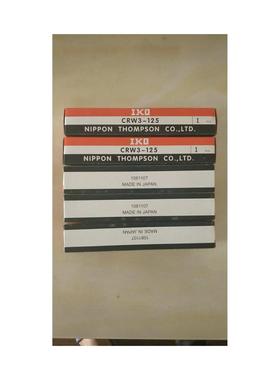 IKO
CRW3-125
1
NIPPON THOMPSON CO.,LTD.
IKO
CRW3-125
1
NIPPON THOMPSON CO.,LTD.
1081107
MADE IN JAPAN
1081107
MADE IN JAPAN
MADE IN JAPAN
1081107